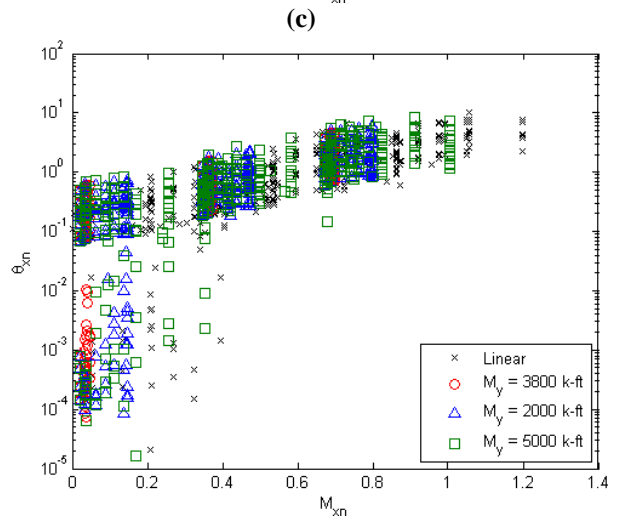 xn
(c)
10^2
10^1
10^0
10^-1
10^-2
10^-3
10^-4
10^-5
θ_xn
0 0.2 0.4 0.6 0.8 1 1.2 1.4
M_xn
Linear
M_y = 3800 k-ft
M_y = 2000 k-ft
M_y = 5000 k-ft